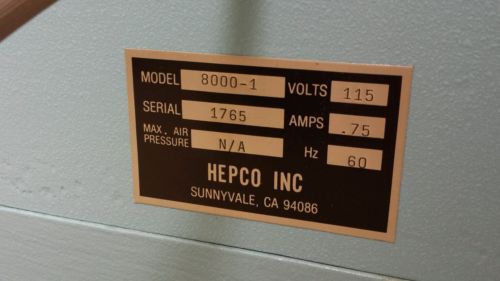 MODEL 8000-1 VOLTS 115
SERIAL 1765 AMPS .75
MAX. AIR
PRESSURE N/A Hz 60
HEPCO INC
SUNNYVALE, CA 94086